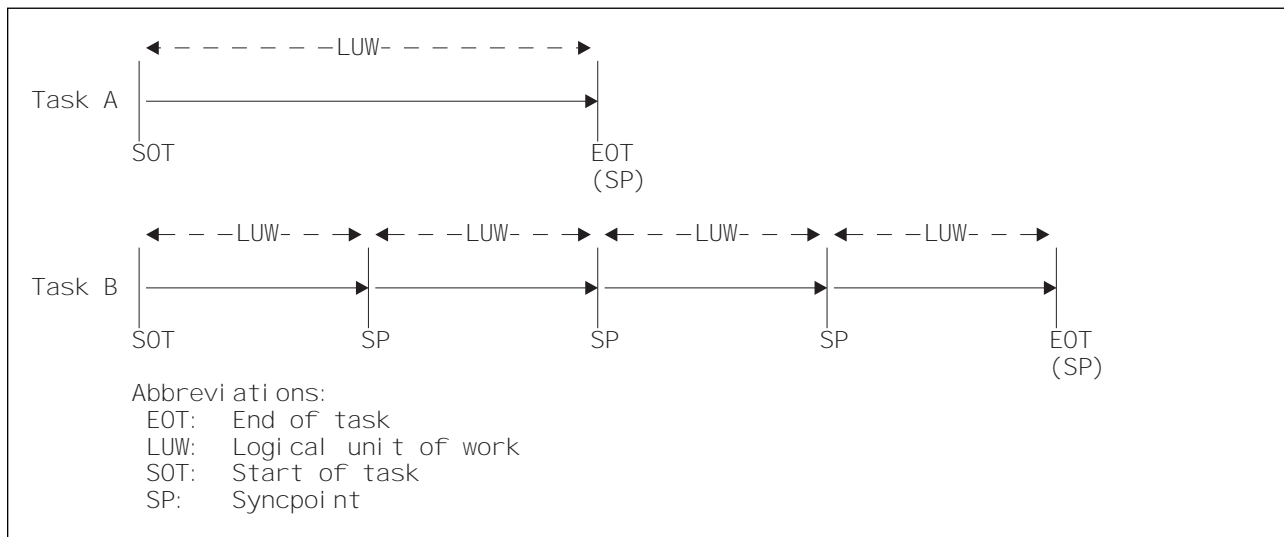 LUW
Task A
SOT EOT
(SP)
LUW LUW LUW LUW
Task B
SOT SP SP SP EOT
(SP)
Abbreviations:
EOT: End of task
LUW: Logical unit of work
SOT: Start of task
SP: Syncpoint